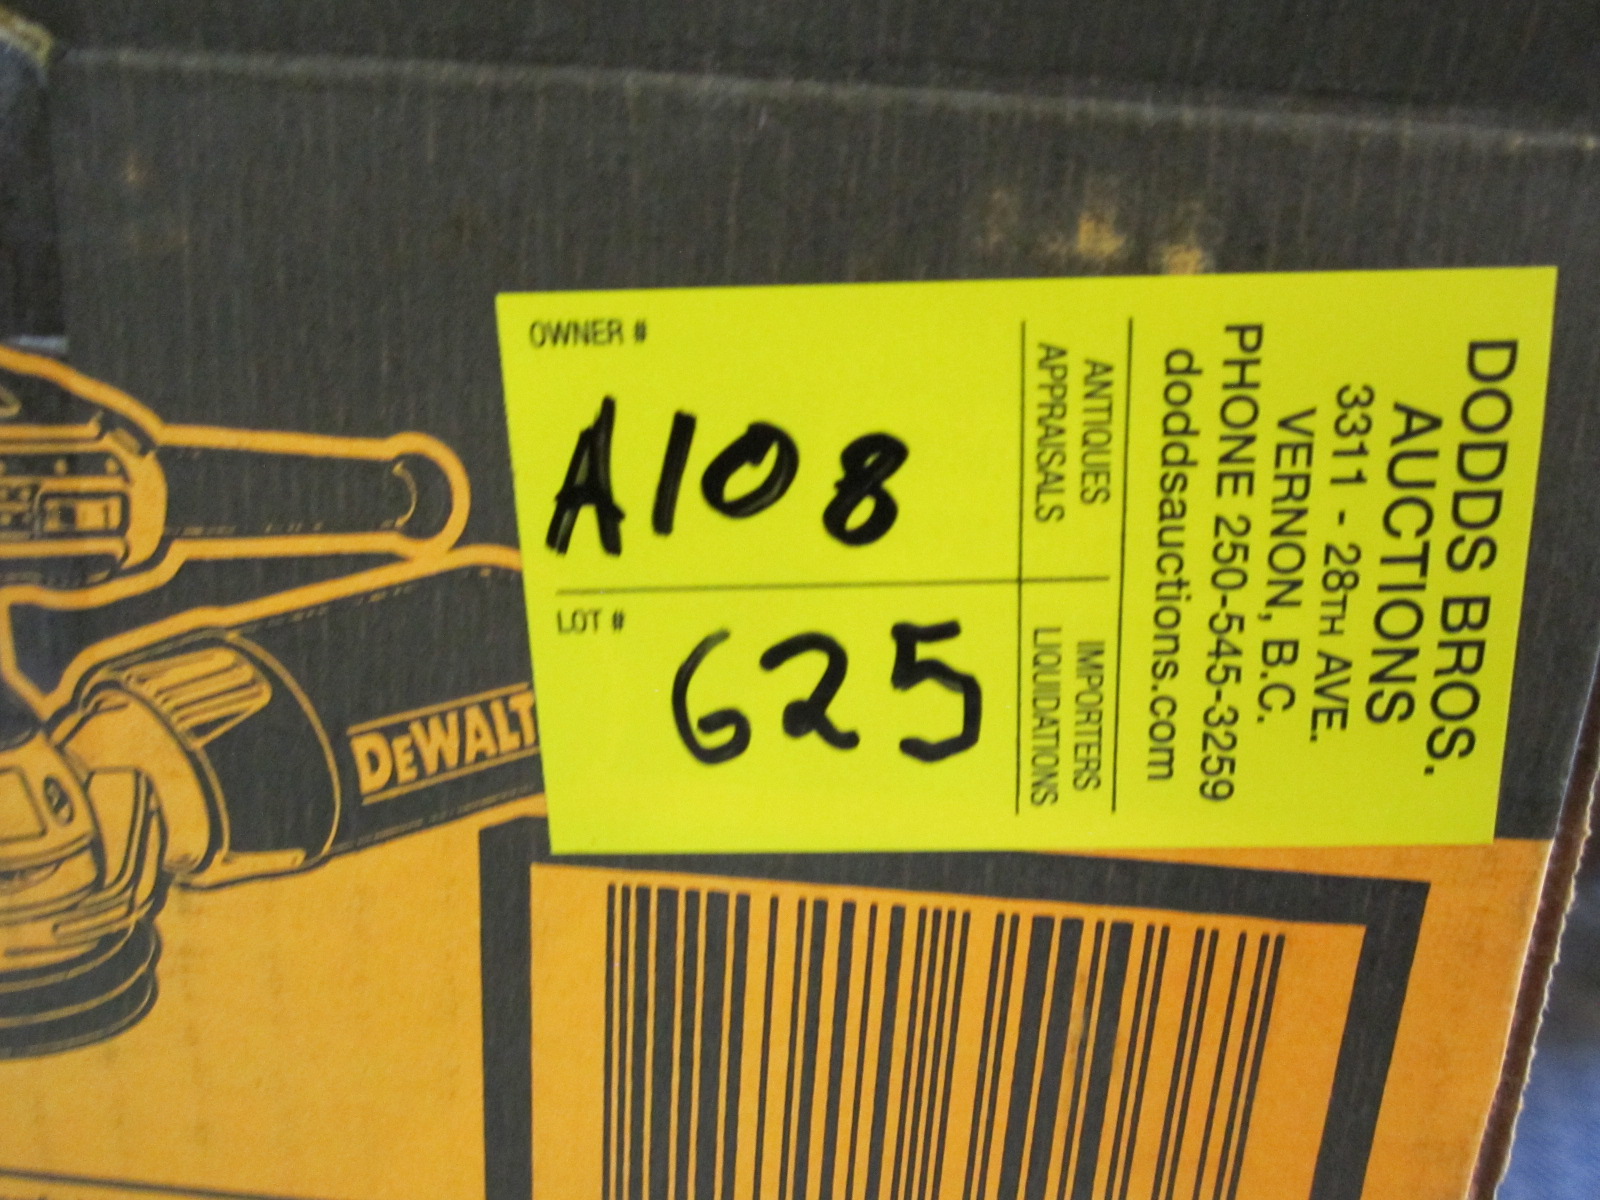 DODDS BROS.
AUCTIONS
3311 - 28TH AVE.
VERNON, B.C.
PHONE 250-545-3259
doddsauctions.com
ANTIQUES
APPRAISALS
IMPORTERS
LIQUIDATIONS
OWNER #
A108
LOT #
625
DEWALT